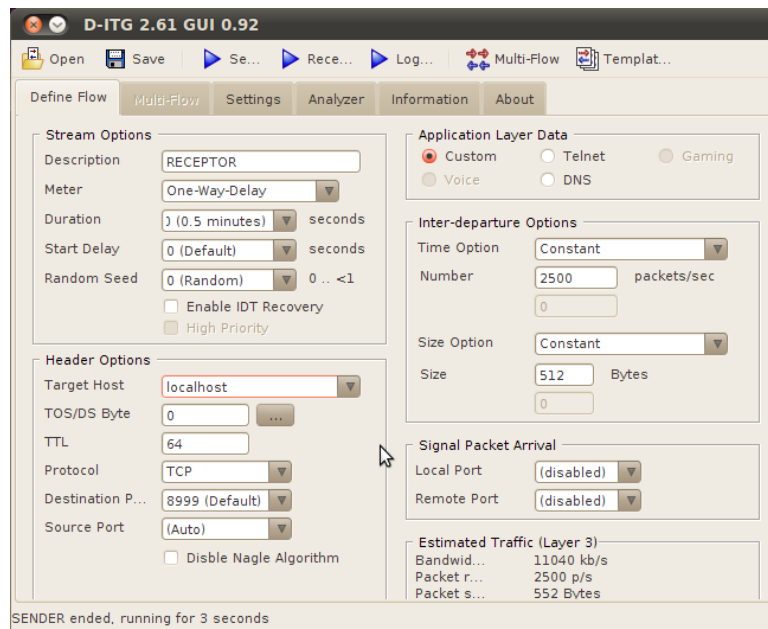 D-ITG 2.61 GUI 0.92
Open Save Se... Rece... Log... Multi-Flow Templat...
Define Flow Multi-Flow Settings Analyzer Information About
Stream Options
Description RECEPTOR
Meter One-Way-Delay
Duration (0.5 minutes) seconds
Start Delay 0 (Default) seconds
Random Seed 0 (Random) 0 .. <1
Enable IDT Recovery
High Priority
Header Options
Target Host localhost
TOS/DS Byte 0 ...
TTL 64
Protocol TCP
Destination P... 8999 (Default)
Source Port (Auto)
Disble Nagle Algorithm
Application Layer Data
Custom Telnet Gaming
Voice DNS
Inter-departure Options
Time Option Constant
Number 2500 packets/sec
0
Size Option Constant
Size 512 Bytes
0
Signal Packet Arrival
Local Port (disabled)
Remote Port (disabled)
Estimated Traffic (Layer 3)
Bandwid... 11040 kb/s
Packet r... 2500 p/s
Packet s... 552 Bytes
SENDER ended, running for 3 seconds